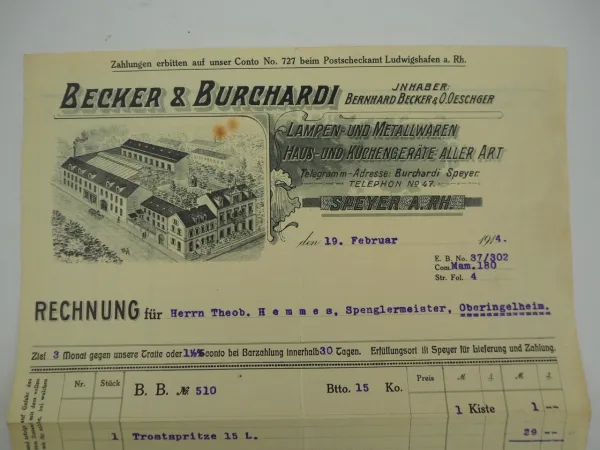 Zahlungen erbitten auf unser Conto No. 727 beim Postscheckamt Ludwigshafen a. Rh.
BECKER & BURCHARDI
INHABER:
BERNHARD BECKER & O. OESCHGER
LAMPEN- UND METALLWAREN
HAUS- UND KÜCHENGERÄTE ALLER ART
Telegramm-Adresse: Burchardi Speyer.
TELEPHON No 47.
SPEYER A. RH.
den 19. Februar 1914.
E. B. No. 37/302
Com. Mam. 180
Str. Fol. 4
RECHNUNG für Herrn Theob. Hemmes, Spenglermeister, Oberingelheim.
Ziel 3 Monat gegen unsere Tratte oder 1½%Sconto bei Barzahlung innerhalb 30 Tagen. Erfüllungsort ist Speyer für Lieferung und Zahlung.
Nr. Stück B. B. № 510 Btto. 15 Ko. Preis M S M S
1 Kiste 1 --
1 Trostspritze 15 L. 29 --